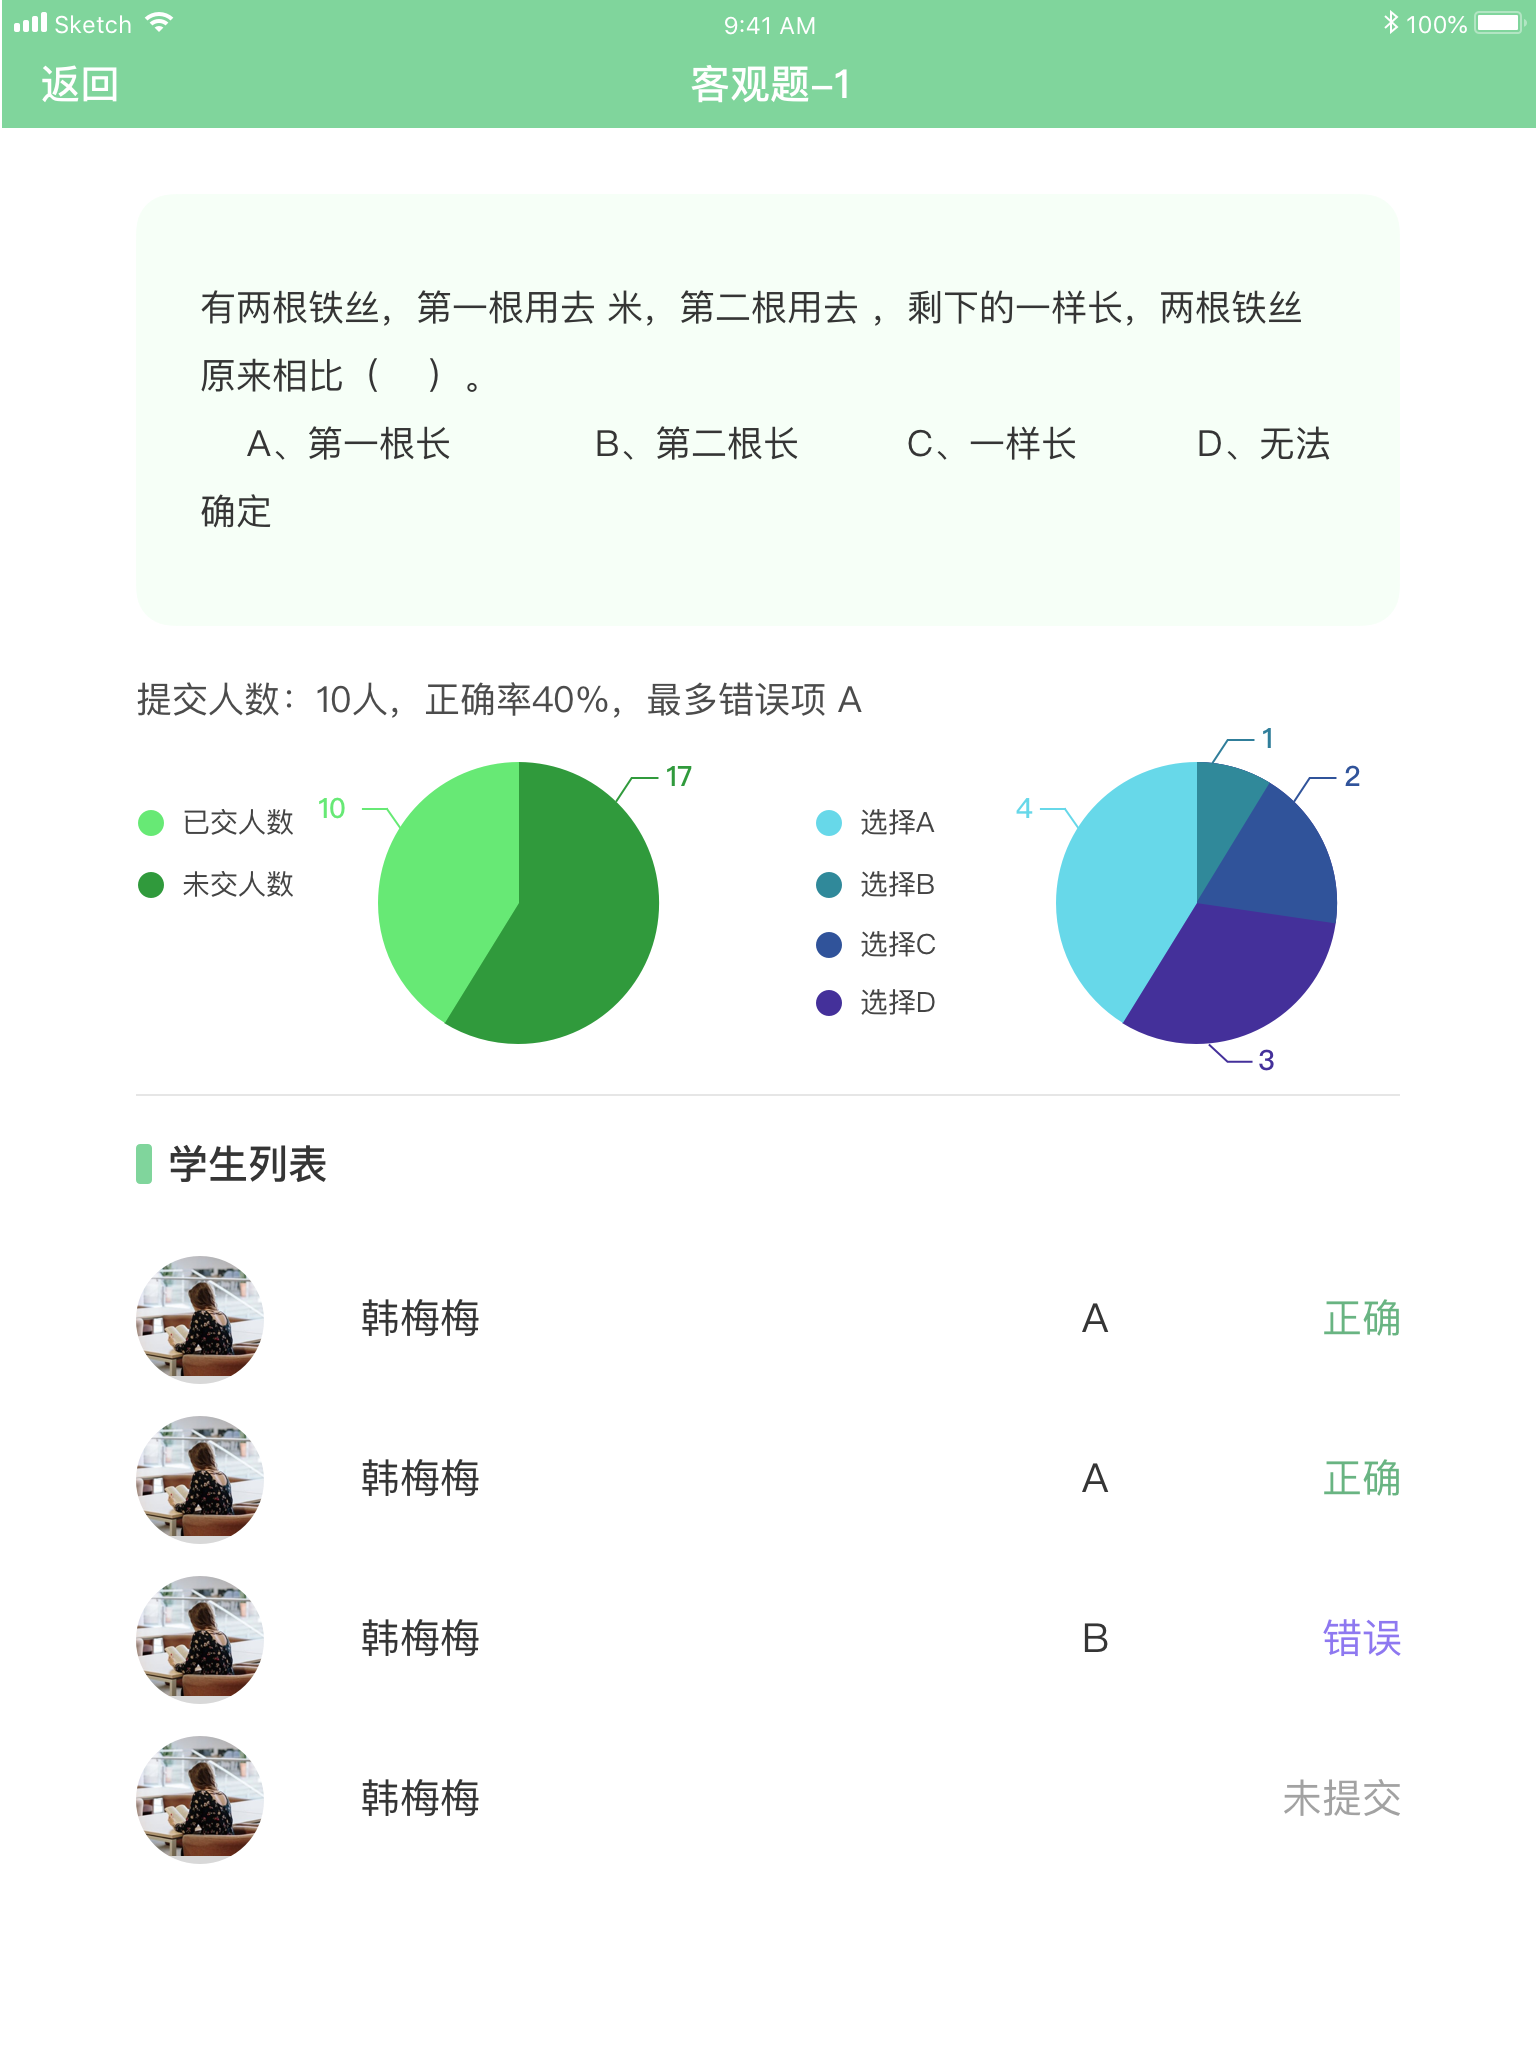 Sketch 9:41 AM 100%
返回 客观题-1
有两根铁丝，第一根用去 米，第二根用去 ，剩下的一样长，两根铁丝
原来相比（ ）。
A、第一根长 B、第二根长 C、一样长 D、无法
确定
提交人数：10人，正确率40%，最多错误项 A
已交人数
未交人数
10
17
选择A
选择B
选择C
选择D
4
1
2
3
学生列表
韩梅梅 A 正确
韩梅梅 A 正确
韩梅梅 B 错误
韩梅梅 未提交